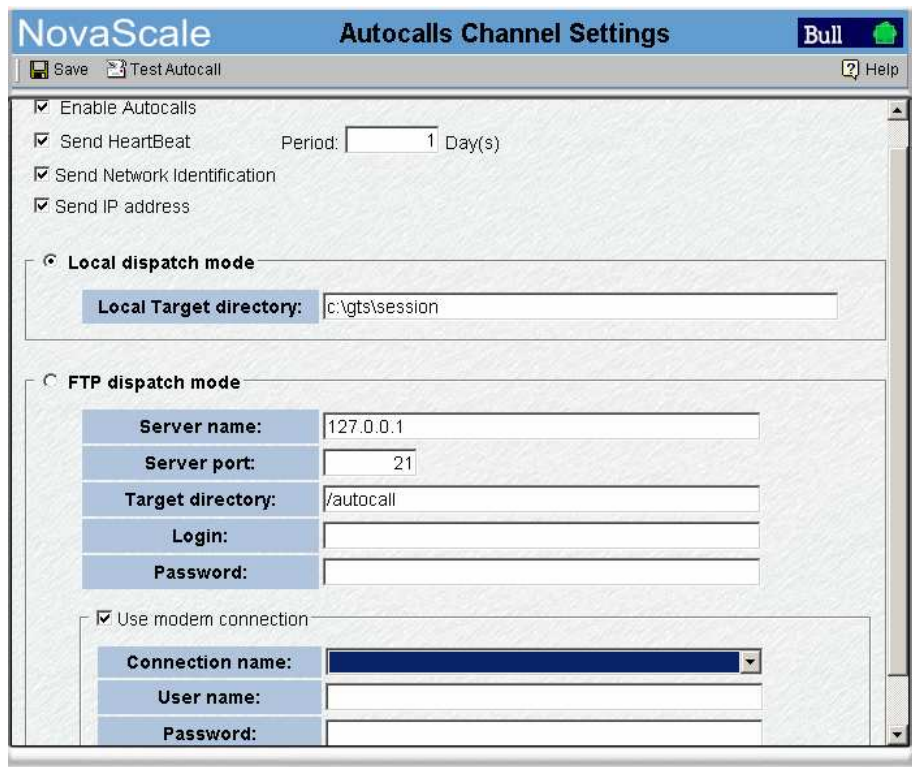 NovaScale Autocalls Channel Settings Bull
Save Test Autocall Help
Enable Autocalls
Send HeartBeat Period: 1 Day(s)
Send Network Identification
Send IP address
Local dispatch mode
Local Target directory: c:\gts\session
FTP dispatch mode
Server name: 127.0.0.1
Server port: 21
Target directory: /autocall
Login:
Password:
Use modem connection
Connection name:
User name:
Password: